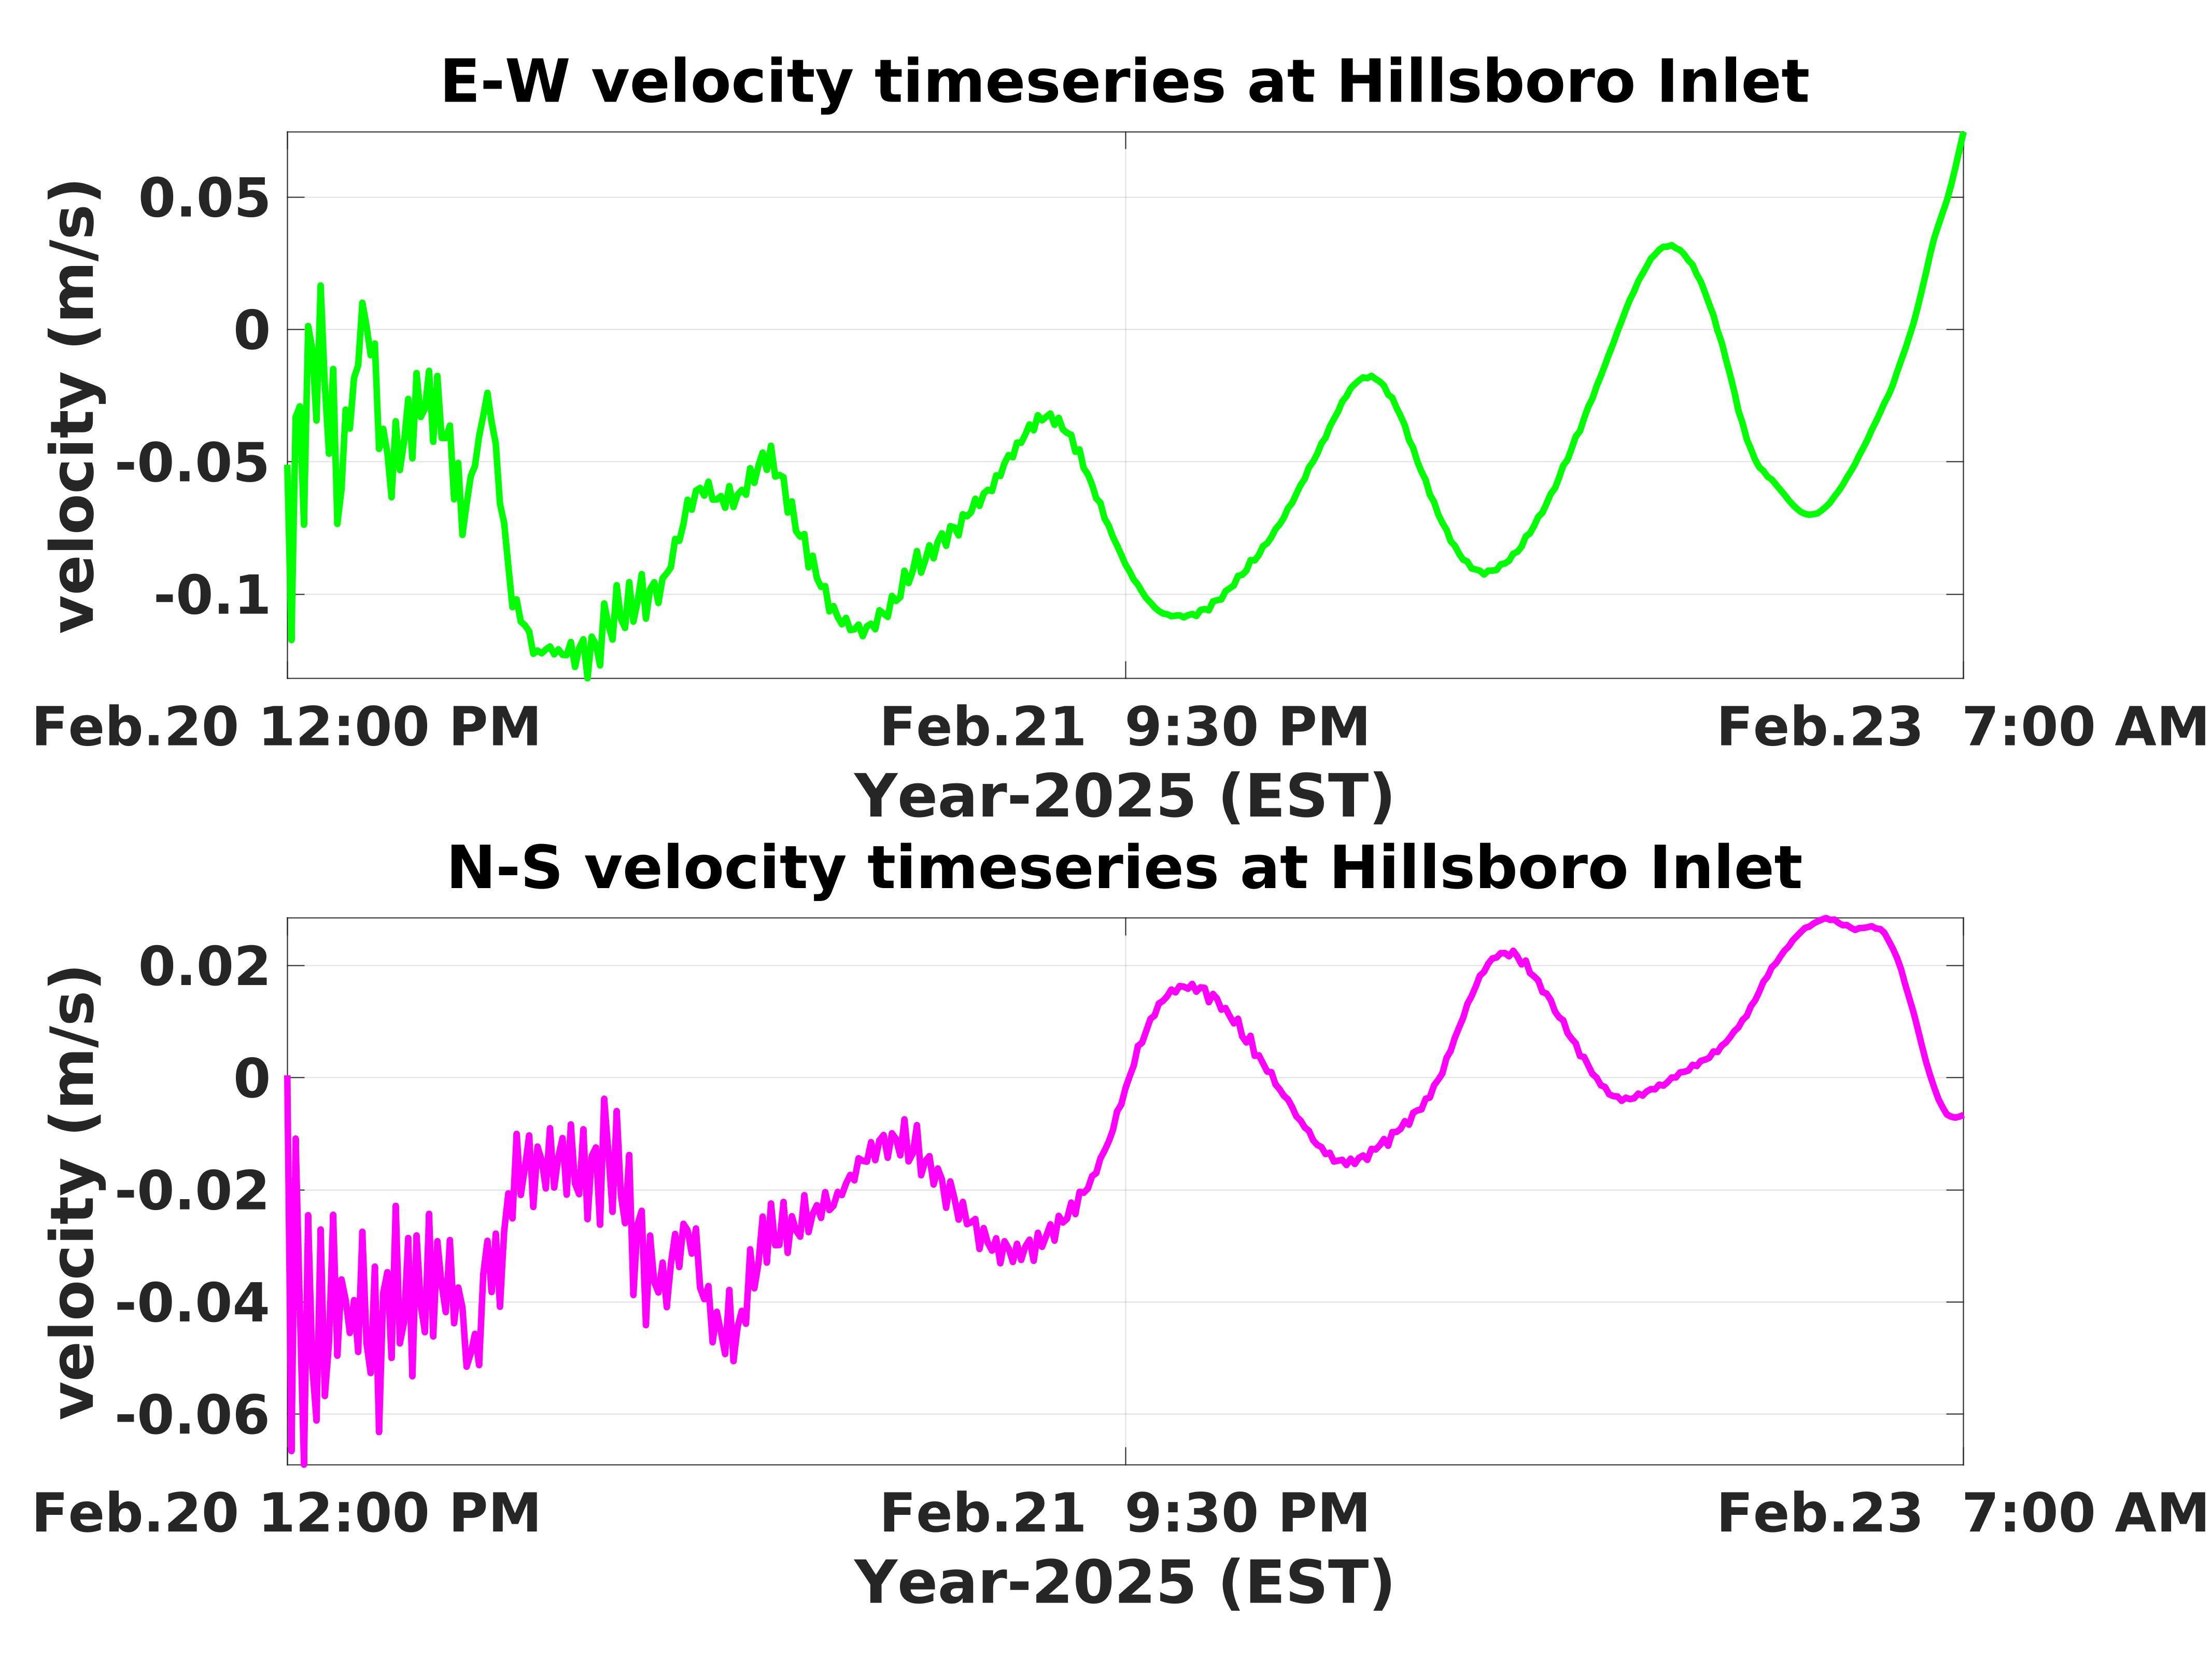 E-W velocity timeseries at Hillsboro Inlet
velocity (m/s)
0.05
0
-0.05
-0.1
Feb.20 12:00 PM
Feb.21 9:30 PM
Feb.23 7:00 AM
Year-2025 (EST)
N-S velocity timeseries at Hillsboro Inlet
velocity (m/s)
0.02
0
-0.02
-0.04
-0.06
Feb.20 12:00 PM
Feb.21 9:30 PM
Feb.23 7:00 AM
Year-2025 (EST)